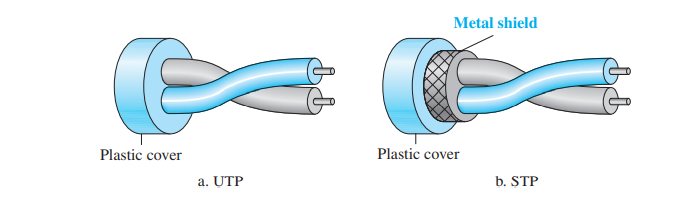 Metal shield
Plastic cover
Plastic cover
a. UTP
b. STP